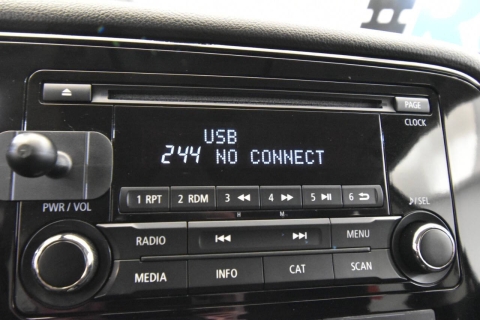 PAGE
CLOCK
USB
244 NO CONNECT
1 RPT 2 RDM 3 4 5 6
H M
PWR / VOL
♪/SEL
RADIO MENU
MEDIA INFO CAT SCAN